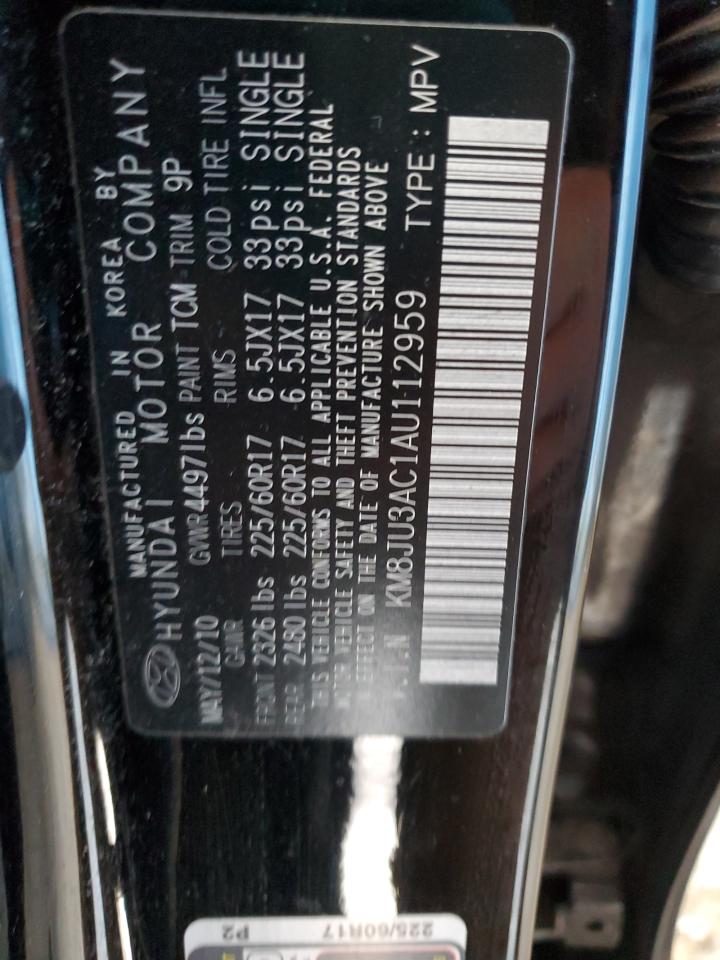 MANUFACTURED IN KOREA BY
HYUNDAI MOTOR COMPANY
MAY/12/10 GVWR 4497lbs PAINT TCM TRIM 9P
GAWR TIRES RIMS COLD TIRE INFL
FRONT 2326 lbs 225/60R17 6.5JX17 33psi SINGLE
REAR 2480 lbs 225/60R17 6.5JX17 33psi SINGLE
THIS VEHICLE CONFORMS TO ALL APPLICABLE U.S.A. FEDERAL
MOTOR VEHICLE SAFETY AND THEFT PREVENTION STANDARDS
IN EFFECT ON THE DATE OF MANUFACTURE SHOWN ABOVE
V.I.N KM8JU3AC1AU112959 TYPE : MPV
225/60R17 P2